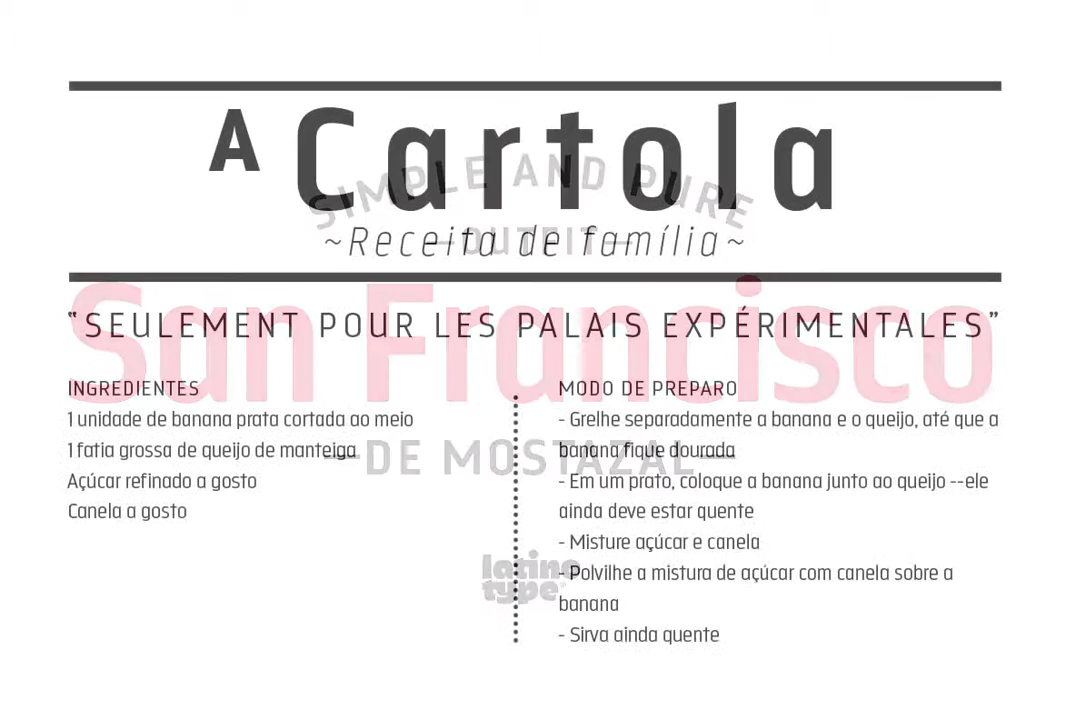 A Cartola
SIMPLE AND PURE
—OUTFIT—
~Receita de família~
San Francisco
"SEULEMENT POUR LES PALAIS EXPÉRIMENTALES"
INGREDIENTES
1 unidade de banana prata cortada ao meio
1 fatia grossa de queijo de manteiga
Açúcar refinado a gosto
Canela a gosto
—DE MOSTAZAL—
MODO DE PREPARO
- Grelhe separadamente a banana e o queijo, até que a
banana fique dourada
- Em um prato, coloque a banana junto ao queijo --ele
ainda deve estar quente
- Misture açúcar e canela
- Polvilhe a mistura de açúcar com canela sobre a
banana
- Sirva ainda quente
latino
type